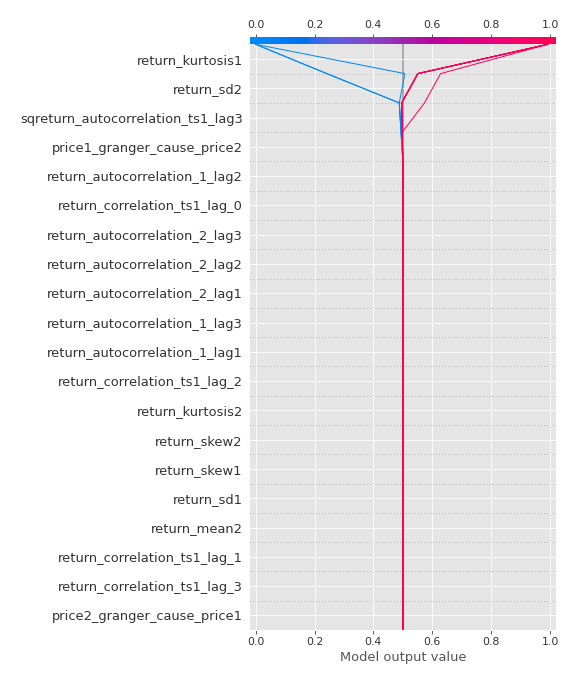 0.0 0.2 0.4 0.6 0.8 1.0
return_kurtosis1
return_sd2
sqreturn_autocorrelation_ts1_lag3
price1_granger_cause_price2
return_autocorrelation_1_lag2
return_correlation_ts1_lag_0
return_autocorrelation_2_lag3
return_autocorrelation_2_lag2
return_autocorrelation_2_lag1
return_autocorrelation_1_lag3
return_autocorrelation_1_lag1
return_correlation_ts1_lag_2
return_kurtosis2
return_skew2
return_skew1
return_sd1
return_mean2
return_correlation_ts1_lag_1
return_correlation_ts1_lag_3
price2_granger_cause_price1
0.0 0.2 0.4 0.6 0.8 1.0
Model output value